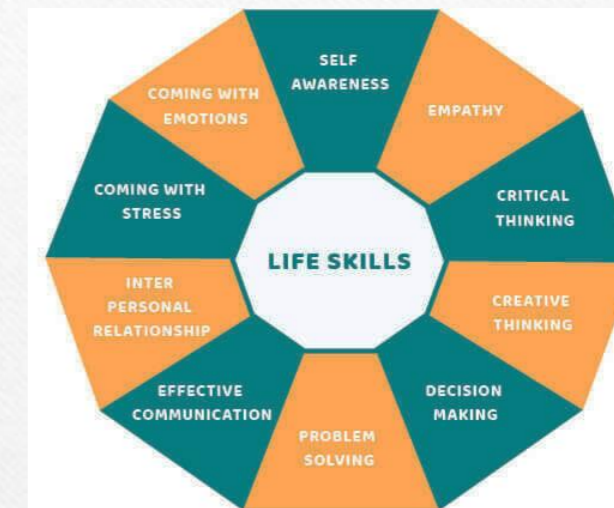 SELF
AWARENESS
EMPATHY
CRITICAL
THINKING
CREATIVE
THINKING
DECISION
MAKING
PROBLEM
SOLVING
EFFECTIVE
COMMUNICATION
INTER
PERSONAL
RELATIONSHIP
COMING WITH
STRESS
COMING WITH
EMOTIONS
LIFE SKILLS